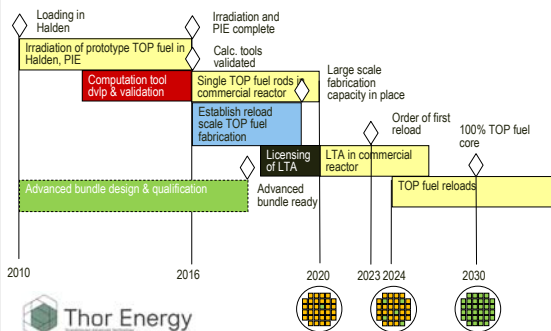 Loading in
Halden
Irradiation and
PIE complete
Irradiation of prototype TOP fuel in
Halden, PIE
Calc. tools
validated
Computation tool
dvlp & validation
Single TOP fuel rods in
commercial reactor
Large scale
fabrication
capacity in place
Establish reload
scale TOP fuel
fabrication
Order of first
reload
100% TOP fuel
core
Licensing
of LTA
LTA in commercial
reactor
Advanced bundle design & qualification
Advanced
bundle ready
TOP fuel reloads
2010
2016
2020
2023
2024
2030
Thor Energy